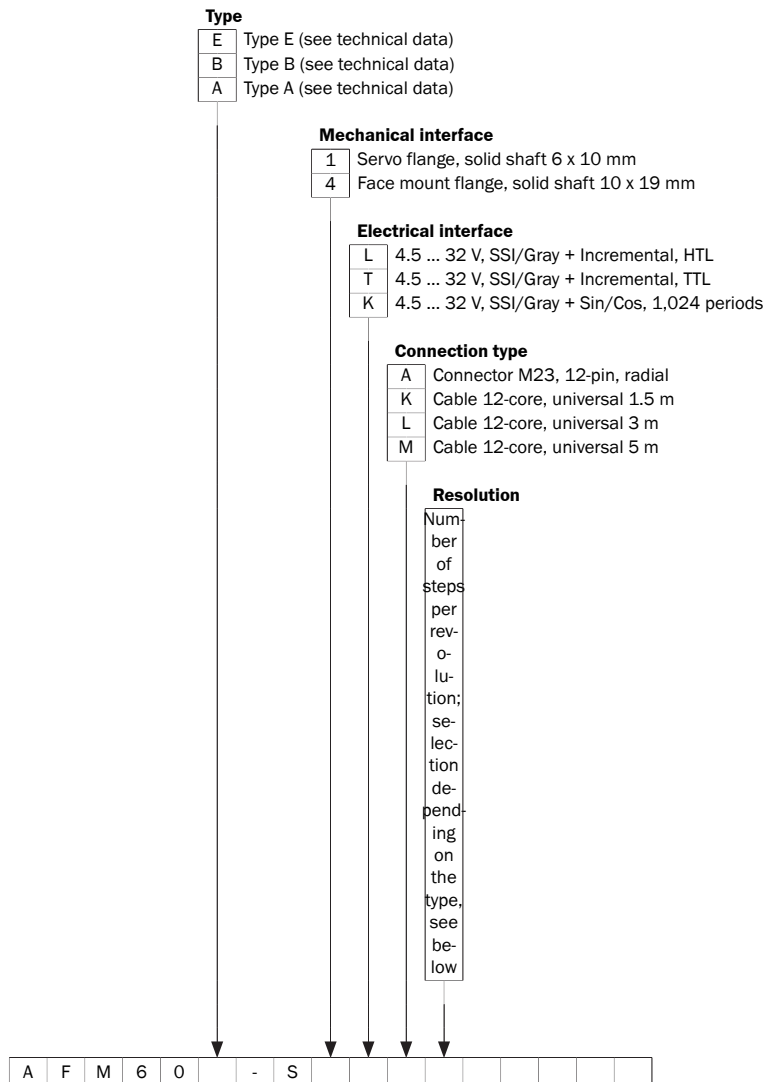 Type
E Type E (see technical data)
B Type B (see technical data)
A Type A (see technical data)
Mechanical interface
1 Servo flange, solid shaft 6 x 10 mm
4 Face mount flange, solid shaft 10 x 19 mm
Electrical interface
L 4.5 ... 32 V, SSI/Gray + Incremental, HTL
T 4.5 ... 32 V, SSI/Gray + Incremental, TTL
K 4.5 ... 32 V, SSI/Gray + Sin/Cos, 1,024 periods
Connection type
A Connector M23, 12-pin, radial
K Cable 12-core, universal 1.5 m
L Cable 12-core, universal 3 m
M Cable 12-core, universal 5 m
Resolution
Num-
ber
of
steps
per
rev-
o-
lu-
tion;
se-
lec-
tion
de-
pend-
ing
on
the
type,
see
be-
low
A F M 6 0 - S